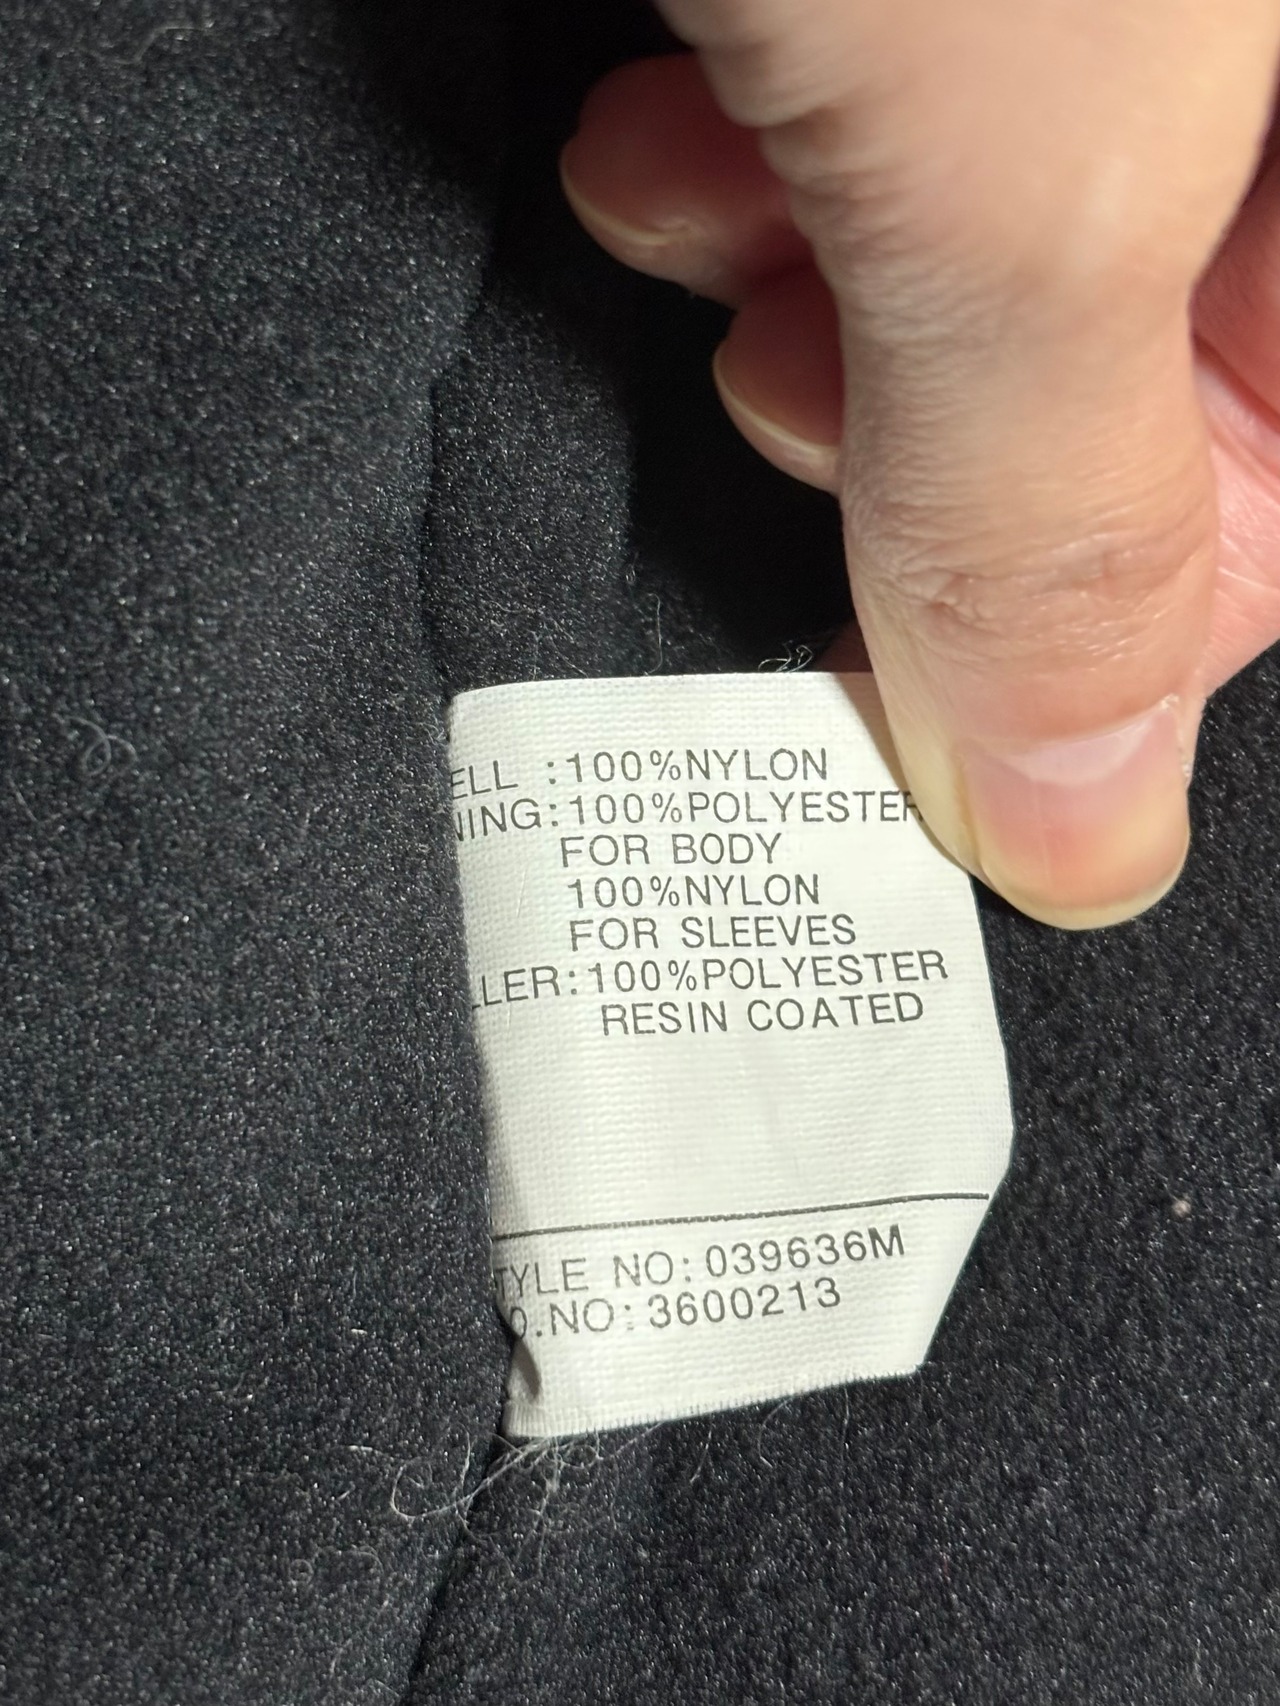 ELL :100%NYLON
NING:100%POLYESTER
FOR BODY
100%NYLON
FOR SLEEVES
LLER:100%POLYESTER
RESIN COATED
TYLE NO:039636M
O.NO:3600213